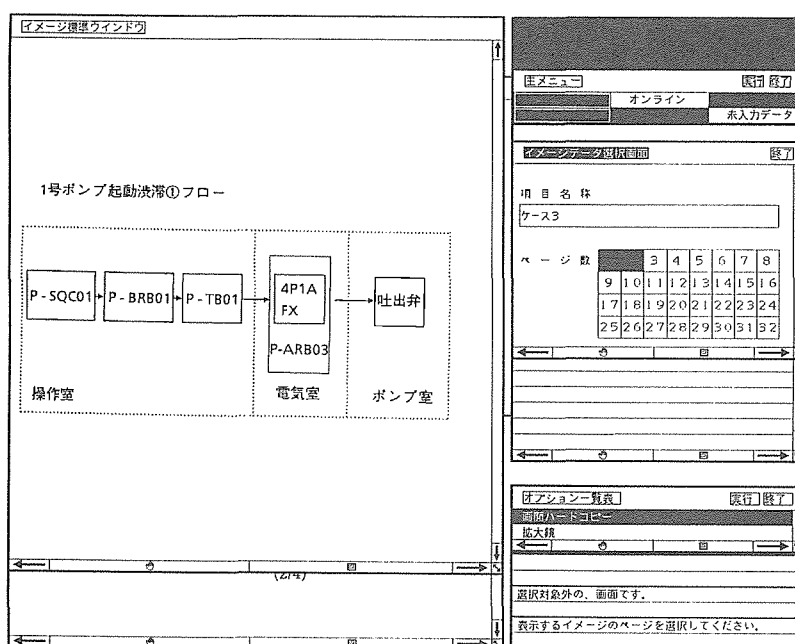 イメージ標準ウインドウ
1号ポンプ起動渋滞①フロー
P-SQC01
P-BRB01
P-TB01
4P1A
FX
P-ARB03
吐出弁
操作室
電気室
ポンプ室
(2/4)
主メニュー 実行 終了
オンライン
未入力データ
イメージデータ選択画面 終了
項目名称
ケース3
ページ数
3 4 5 6 7 8
9 10 11 12 13 14 15 16
17 18 19 20 21 22 23 24
25 26 27 28 29 30 31 32
オプション一覧表 実行 終了
画面ハードコピー
拡大鏡
選択対象外の、画面です。
表示するイメージのページを選択してください。